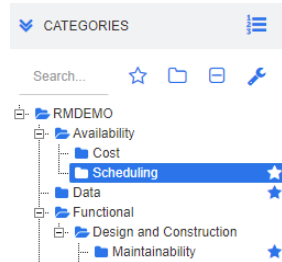 CATEGORIES
Search...
RMDEMO
Availability
Cost
Scheduling
Data
Functional
Design and Construction
Maintainability